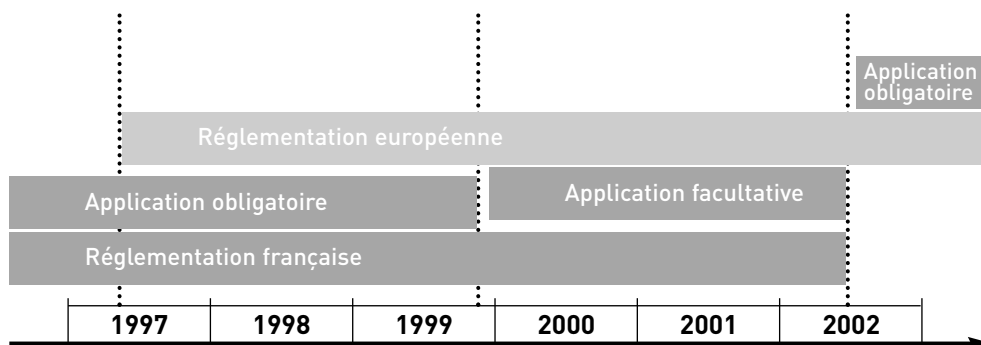 Application
obligatoire
Réglementation européenne
Application obligatoire
Application facultative
Réglementation française
1997 1998 1999 2000 2001 2002